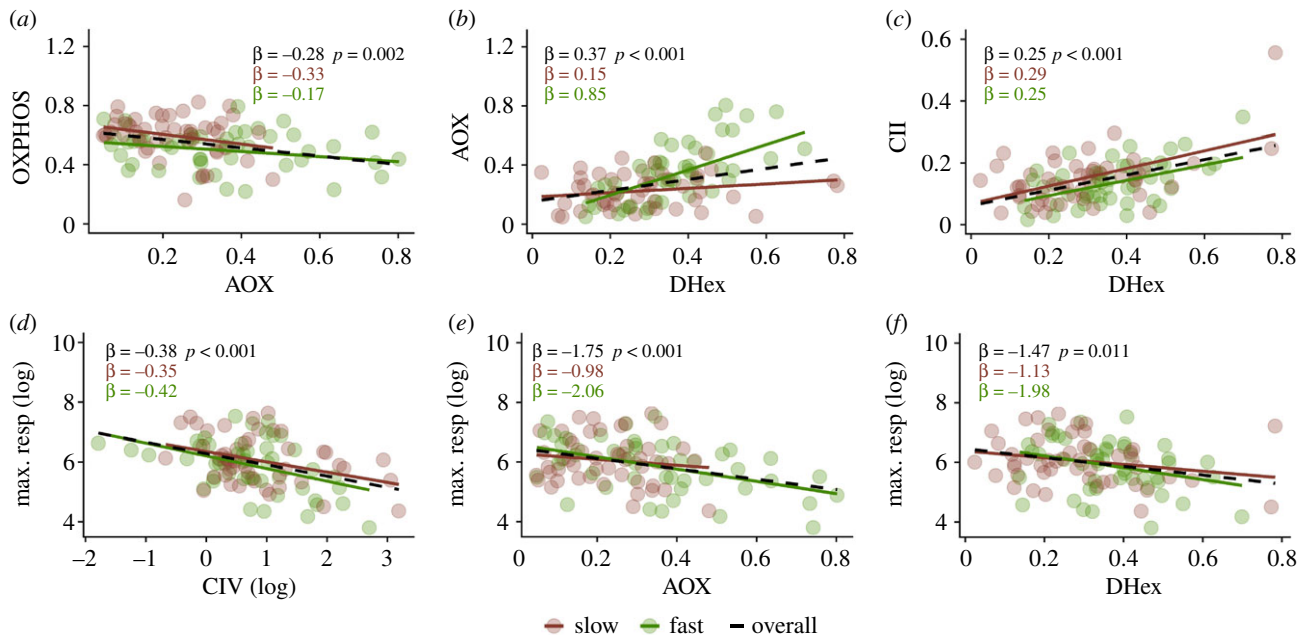 (a)
β = –0.28 p = 0.002
β = –0.33
β = –0.17
1.2
0.8
0.4
0
OXPHOS
0.2 0.4 0.6 0.8
AOX
(b)
β = 0.37 p < 0.001
β = 0.15
β = 0.85
1.2
0.8
0.4
0
AOX
0 0.2 0.4 0.6 0.8
DHex
(c)
β = 0.25 p < 0.001
β = 0.29
β = 0.25
0.6
0.4
0.2
0
CII
0 0.2 0.4 0.6 0.8
DHex
(d)
β = –0.38 p < 0.001
β = –0.35
β = –0.42
10
8
6
4
max. resp (log)
–2 –1 0 1 2 3
CIV (log)
(e)
β = –1.75 p < 0.001
β = –0.98
β = –2.06
10
8
6
4
max. resp (log)
0 0.2 0.4 0.6 0.8
AOX
(f)
β = –1.47 p = 0.011
β = –1.13
β = –1.98
10
8
6
4
max. resp (log)
0 0.2 0.4 0.6 0.8
DHex
slow fast overall